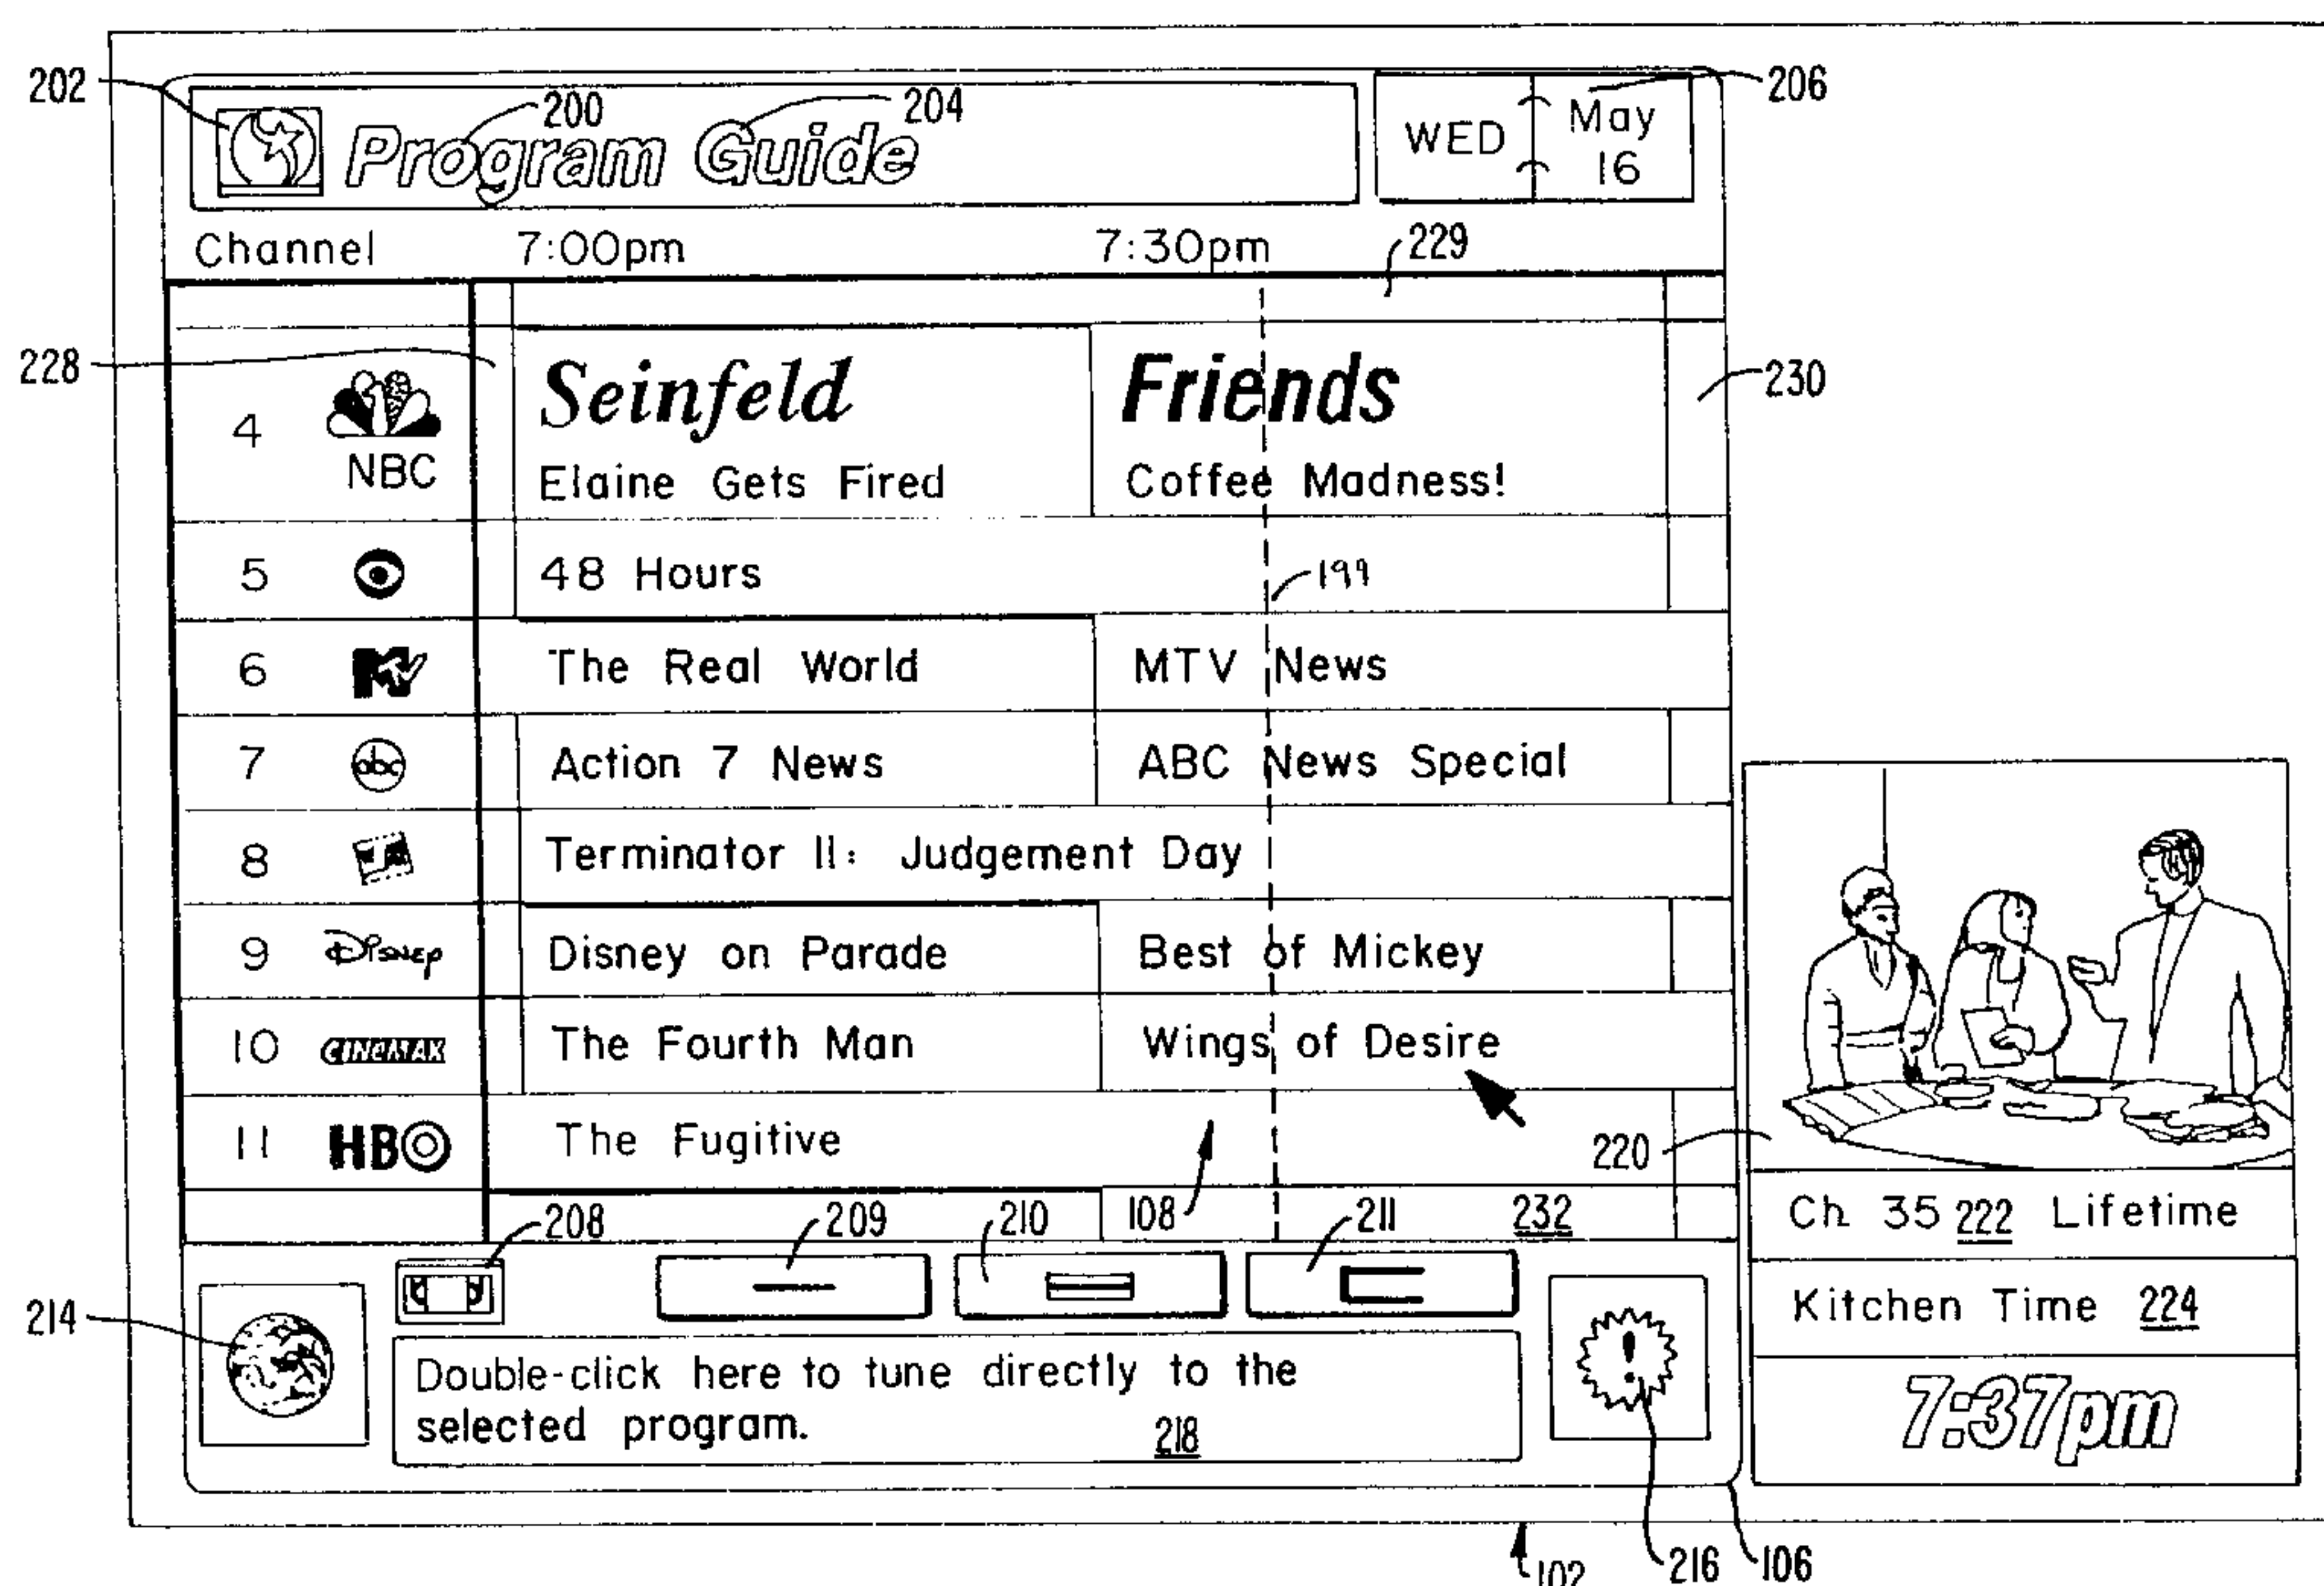 202
200
204
206
Program Guide
WED
May
16
Channel 7:00pm 7:30pm
229
228
230
4
NBC
Seinfeld
Elaine Gets Fired
Friends
Coffee Madness!
5
48 Hours
199
6
MTV
The Real World
MTV News
7
abc
Action 7 News
ABC News Special
8
Terminator II: Judgement Day
9
Disney
Disney on Parade
Best of Mickey
10
CINEMAX
The Fourth Man
Wings of Desire
11
HBO
The Fugitive
220
108
208
209
210
211
232
Ch. 35 222 Lifetime
Kitchen Time 224
7:37pm
214
Double-click here to tune directly to the
selected program.
218
!
216
106
102